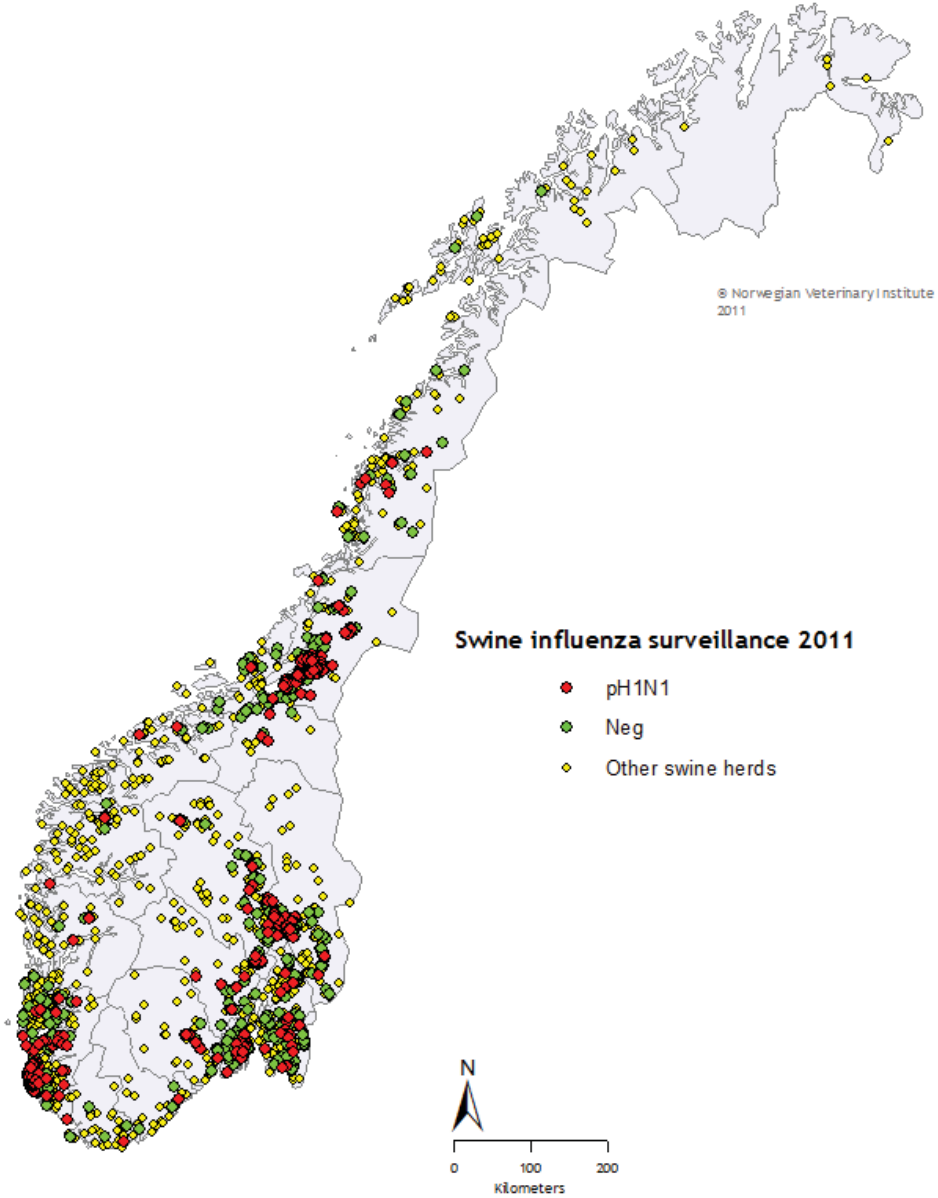 © Norwegian Veterinary Institute
2011
Swine influenza surveillance 2011
pH1N1
Neg
Other swine herds
N
0 100 200
Kilometers